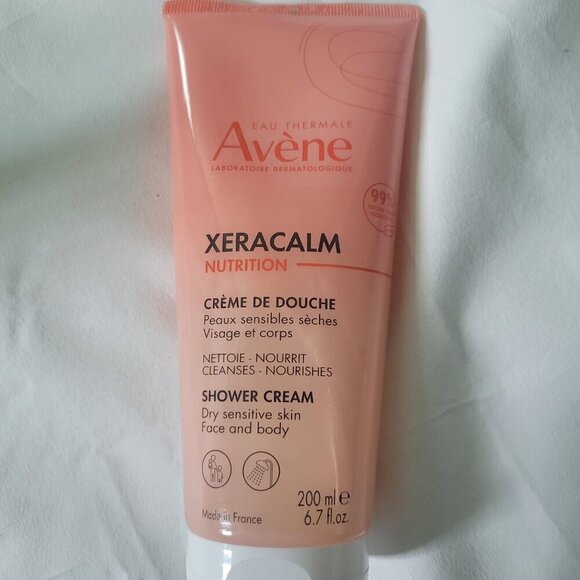 EAU THERMALE
Avène
LABORATOIRE DERMATOLOGIQUE
99%
XERACALM
NUTRITION
CRÈME DE DOUCHE
Peaux sensibles sèches
Visage et corps
NETTOIE - NOURRIT
CLEANSES - NOURISHES
SHOWER CREAM
Dry sensitive skin
Face and body
200 ml e
6.7 fl.oz.
Made in France